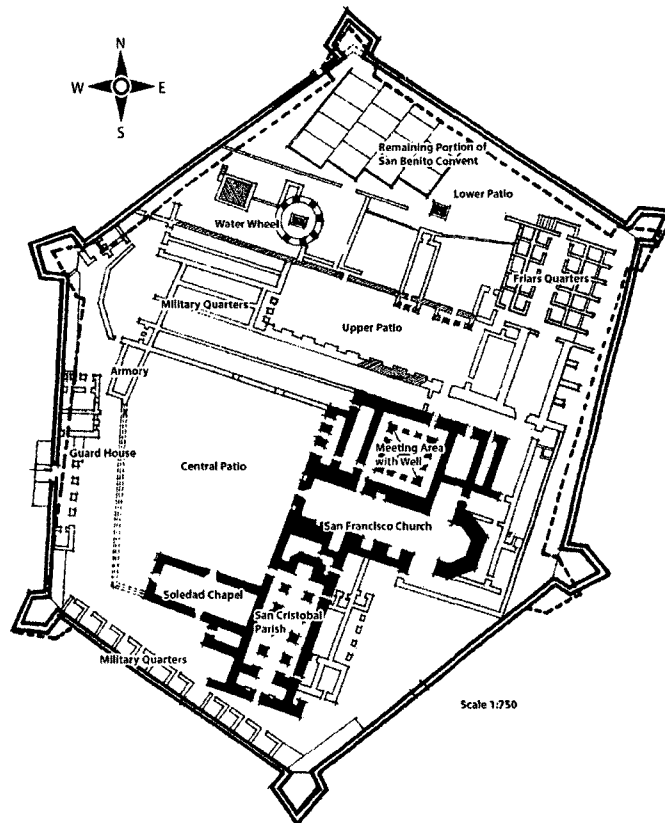 N
W E
S
Remaining Portion of
San Benito Convent
Lower Patio
Water Wheel
Friars Quarters
Military Quarters
Upper Patio
Armory
Meeting Area
with Well
Guard House
Central Patio
San Francisco Church
Soledad Chapel
San Cristobal
Parish
Military Quarters
Scale 1:750